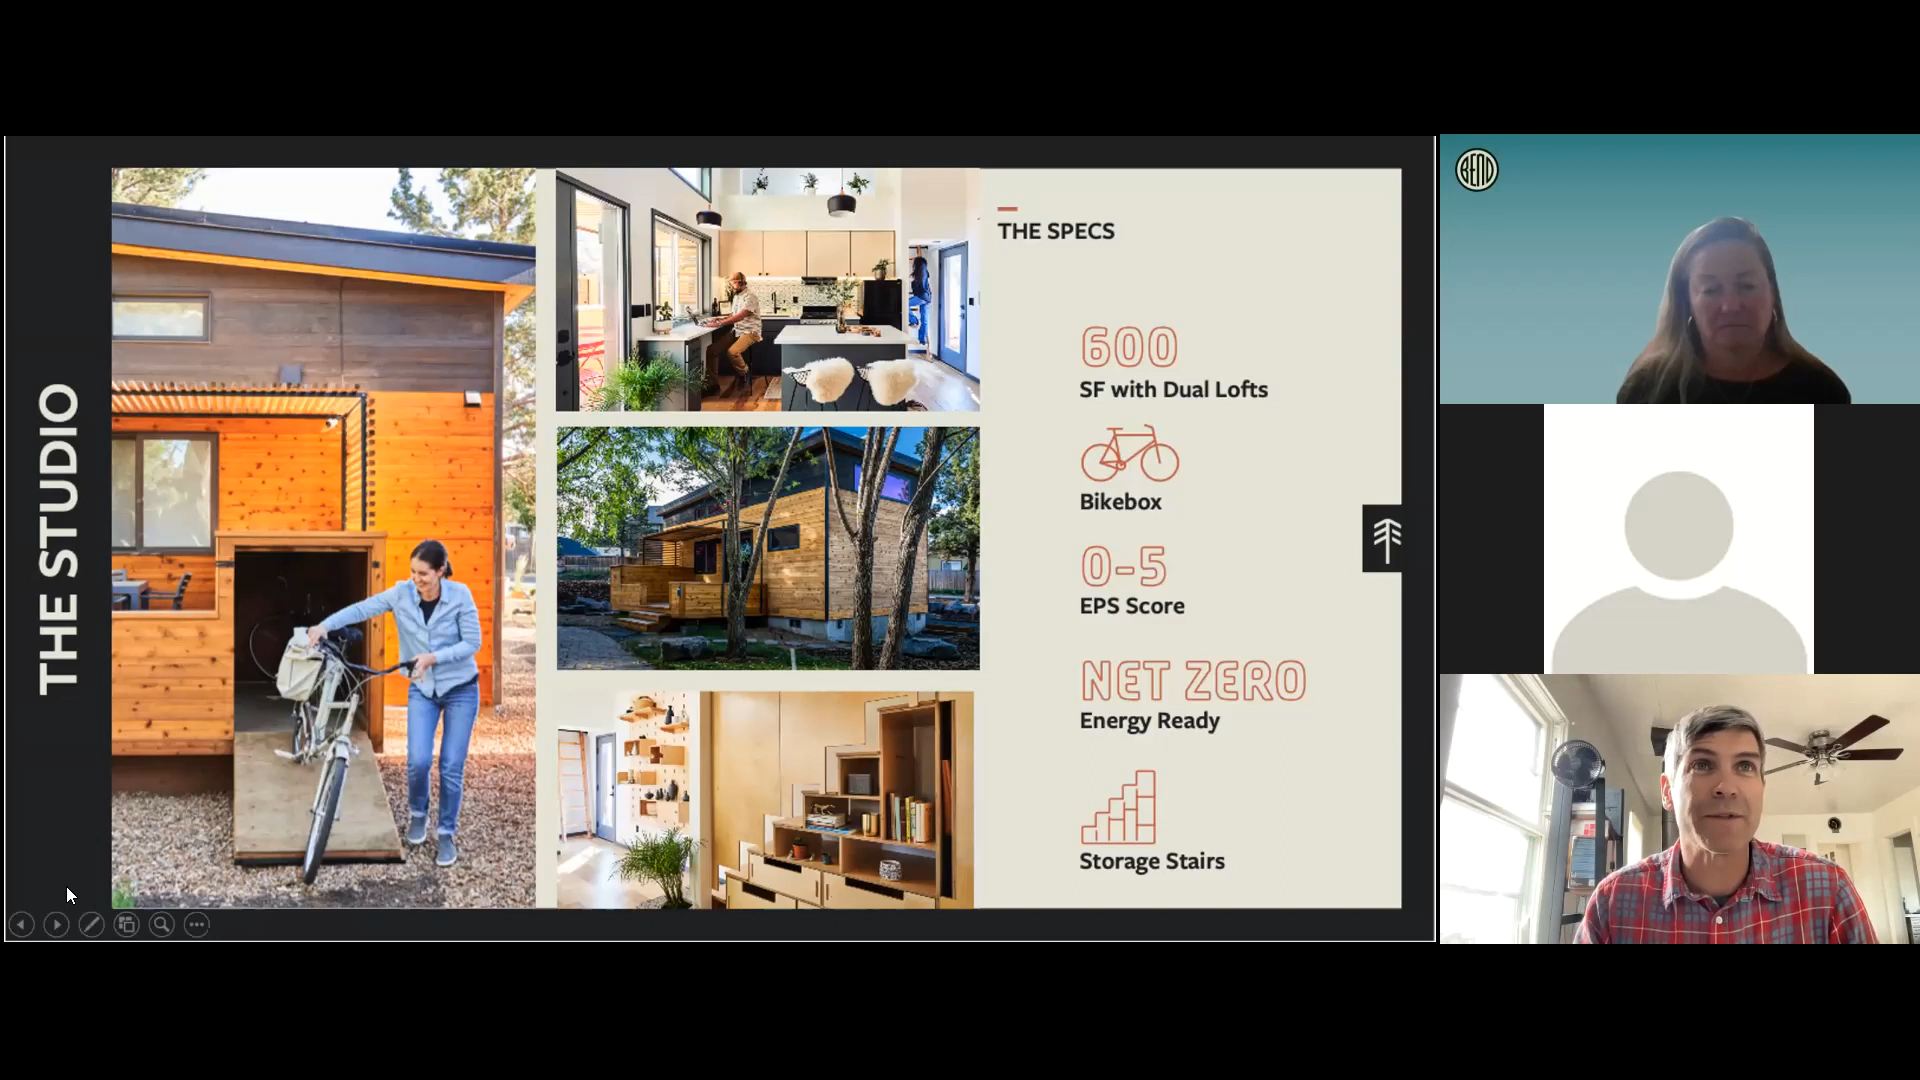 THE STUDIO
THE SPECS
600
SF with Dual Lofts
Bikebox
0-5
EPS Score
NET ZERO
Energy Ready
Storage Stairs
BEND